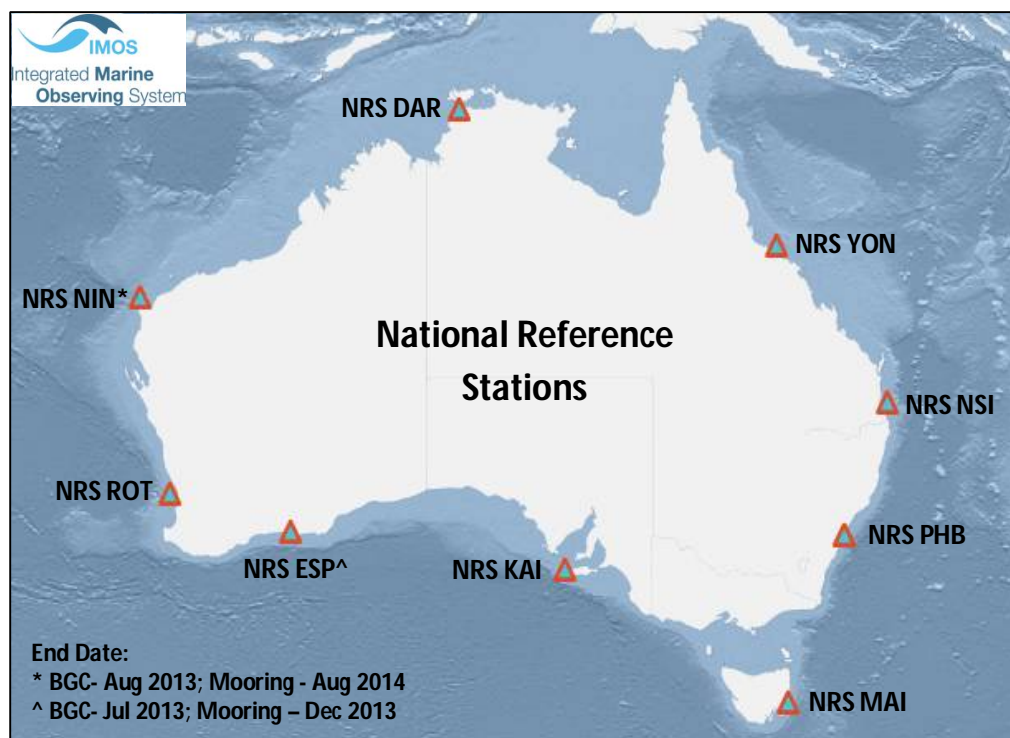 IMOS
Integrated Marine
Observing System
NRS DAR
NRS YON
NRS NIN*
National Reference
Stations
NRS NSI
NRS ROT
NRS PHB
NRS ESP^
NRS KAI
End Date:
* BGC- Aug 2013; Mooring - Aug 2014
^ BGC- Jul 2013; Mooring – Dec 2013
NRS MAI